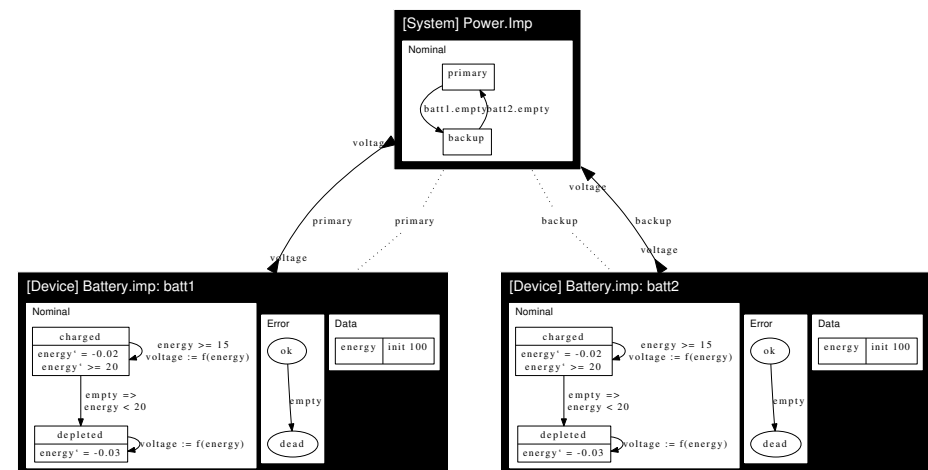 [System] Power.Imp
Nominal
primary
batt1.empty batt2.empty
backup
voltage
voltage
primary
primary
backup
backup
voltage
voltage
[Device] Battery.imp: batt1
Nominal
charged
energy‘ = -0.02
energy‘ >= 20
energy >= 15
voltage := f(energy)
empty =>
energy < 20
depleted
energy‘ = -0.03
voltage := f(energy)
Error
ok
empty
dead
Data
energy init 100
[Device] Battery.imp: batt2
Nominal
charged
energy‘ = -0.02
energy‘ >= 20
energy >= 15
voltage := f(energy)
empty =>
energy < 20
depleted
energy‘ = -0.03
voltage := f(energy)
Error
ok
empty
dead
Data
energy init 100